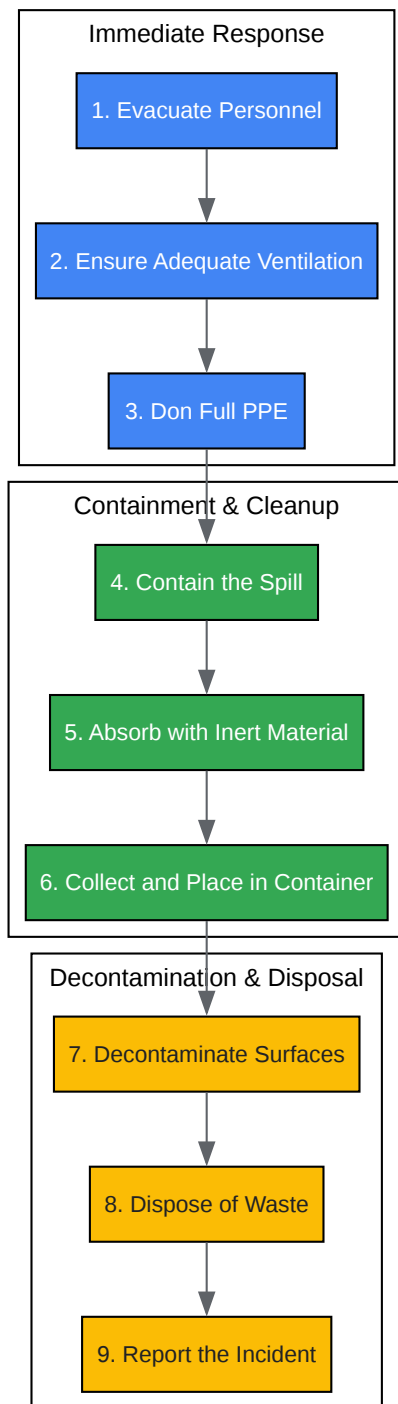 Immediate Response
1. Evacuate Personnel
2. Ensure Adequate Ventilation
3. Don Full PPE
Containment & Cleanup
4. Contain the Spill
5. Absorb with Inert Material
6. Collect and Place in Container
Decontamination & Disposal
7. Decontaminate Surfaces
8. Dispose of Waste
9. Report the Incident